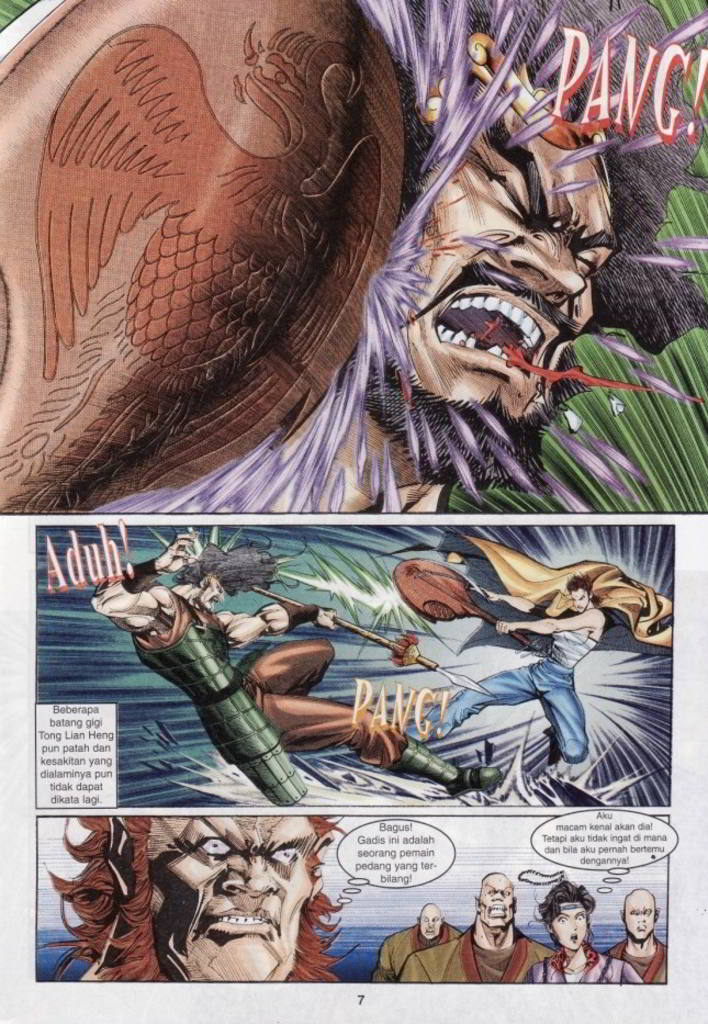 PANG!
Aduh!
PANG!
Beberapa
batang gigi
Tong Lian Heng
pun patah dan
kesakitan yang
dialaminya pun
tidak dapat
dikata lagi.
Bagus!
Gadis ini adalah
seorang pemain
pedang yang ter-
bilang!
Aku
macam kenal akan dia!
Tetapi aku tidak ingat di mana
dan bila aku pernah bertemu
dengannya!
7